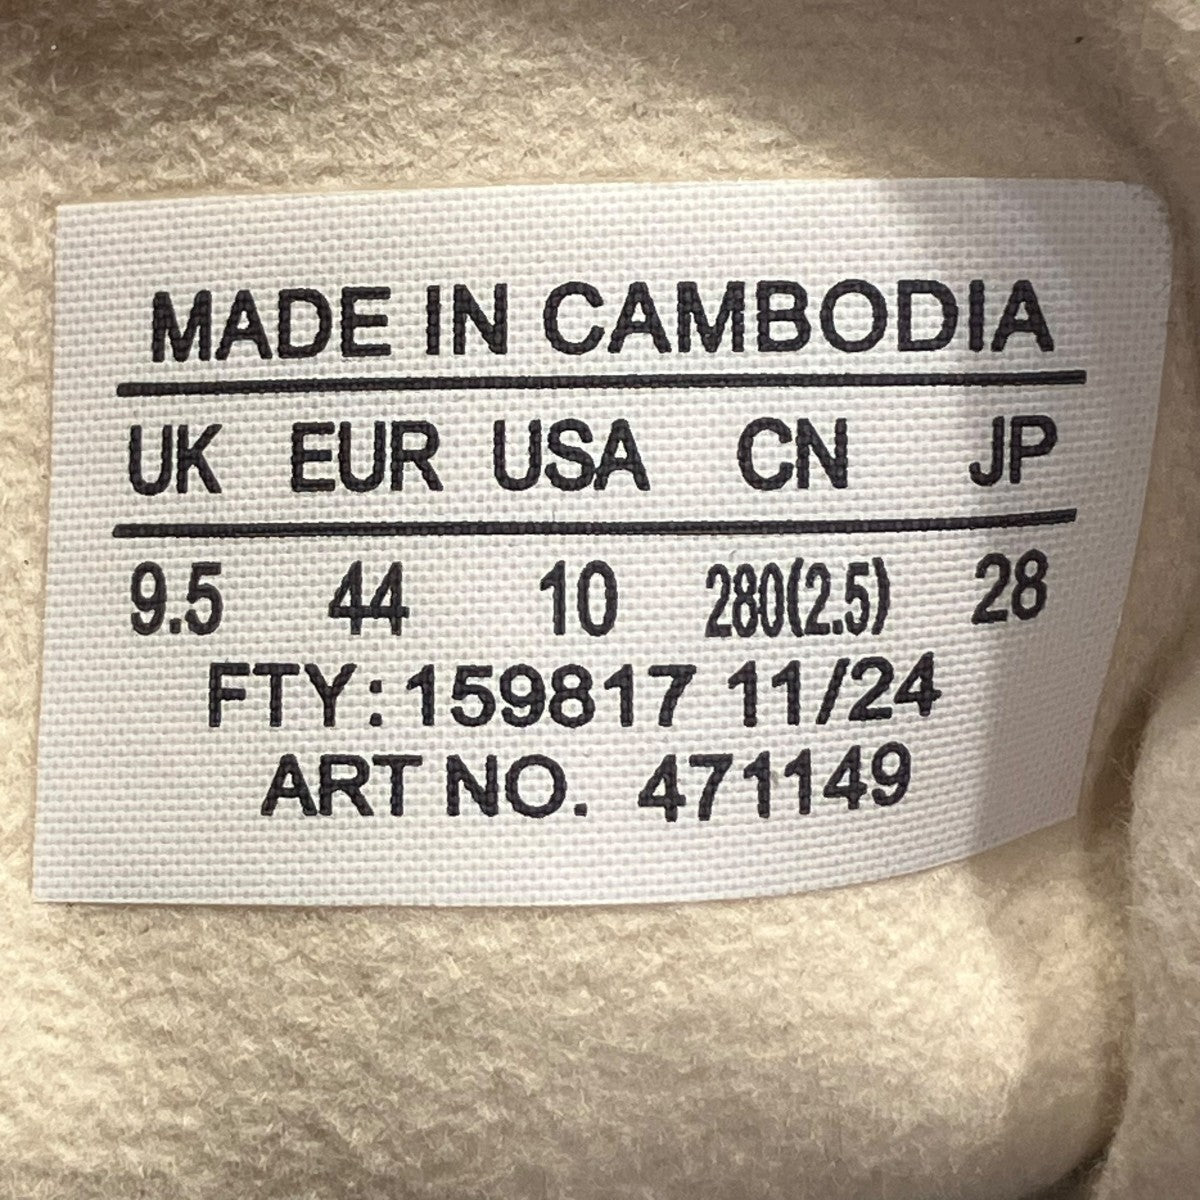 MADE IN CAMBODIA
UK EUR USA CN JP
9.5 44 10 280(2.5) 28
FTY: 159817 11/24
ART NO. 471149